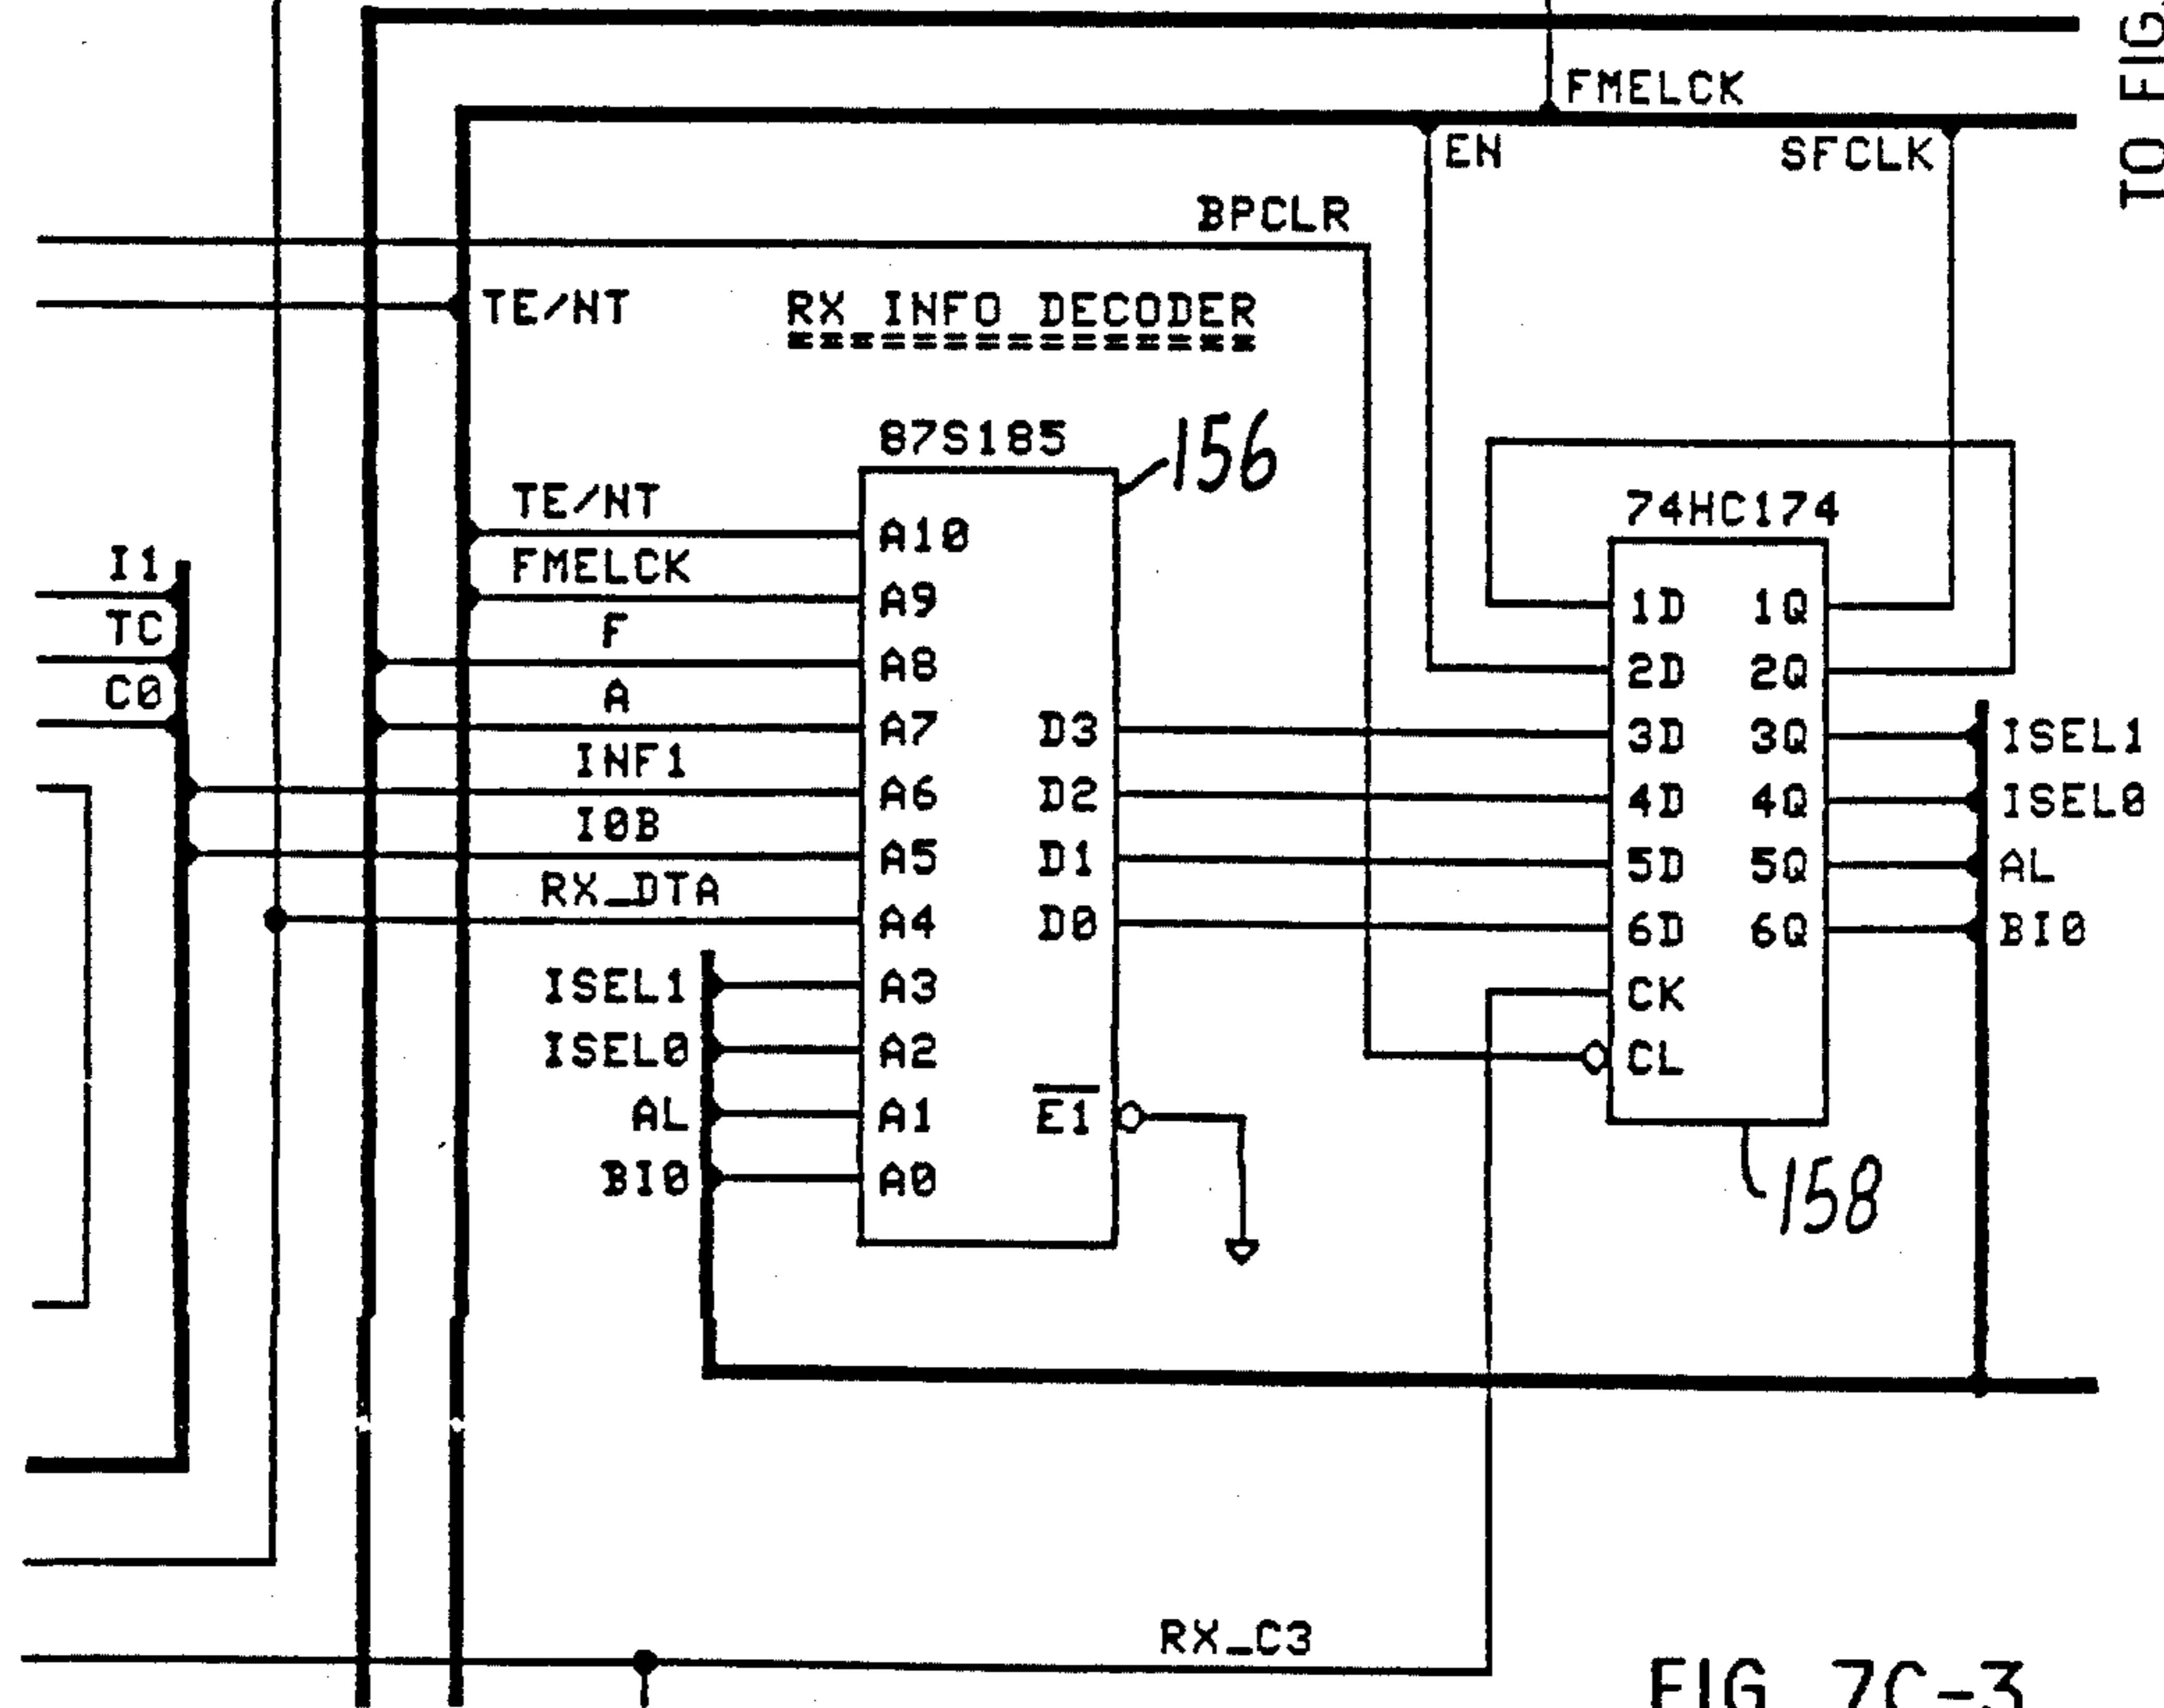 FMELCK
TO FIG.
EN
SFCLK
BPCLR
TE/NT
RX INFO DECODER
87S185
156
74HC174
TE/NT
FMELCK
F
A
INF1
I0B
RX_DTA
I1
TC
C0
ISEL1
ISEL0
AL
BI0
A10
A9
A8
A7
A6
A5
A4
A3
A2
A1
A0
D3
D2
D1
D0
E1
1D 1Q
2D 2Q
3D 3Q
4D 4Q
5D 5Q
6D 6Q
CK
CL
ISEL1
ISEL0
AL
BI0
158
RX_C3
FIG 7C-3